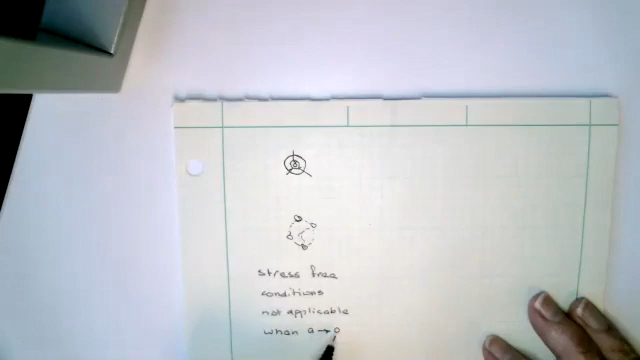 stress free
conditions
not applicable
when a → 0